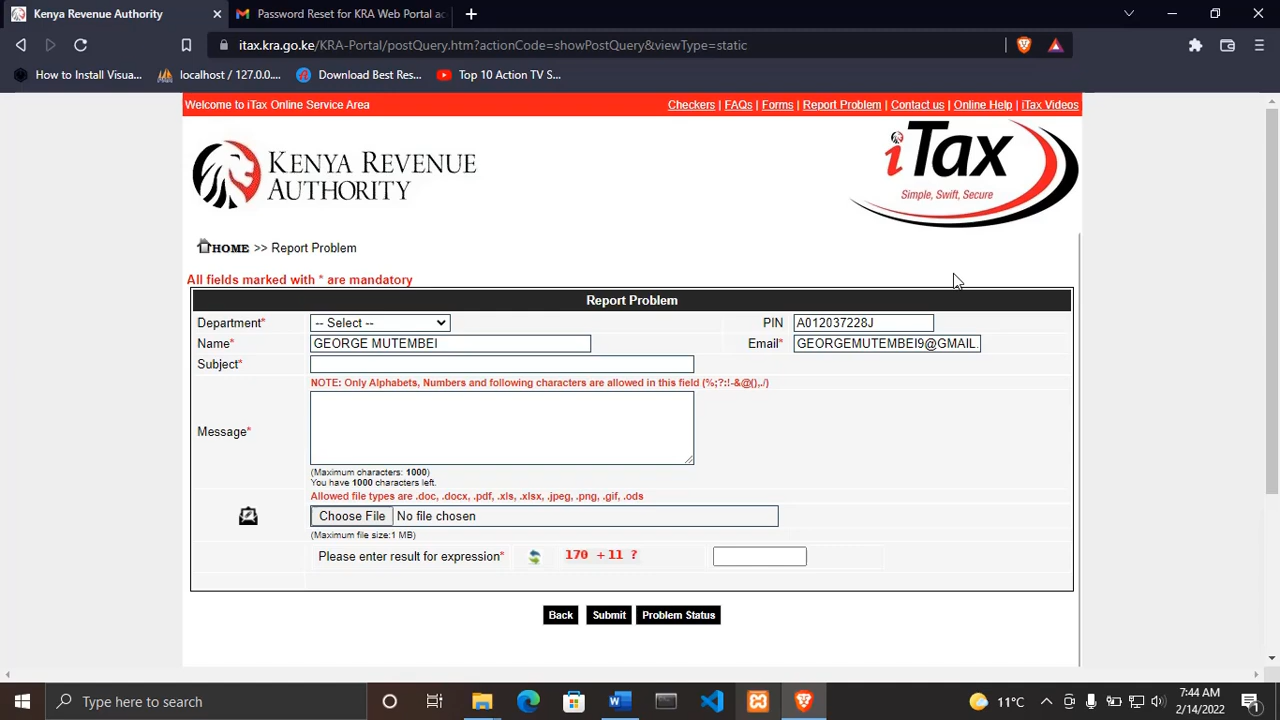 Kenya Revenue Authority
Password Reset for KRA Web Portal ac
itax.kra.go.ke/KRA-Portal/postQuery.htm?actionCode=showPostQuery&viewType=static
How to Install Visua... localhost / 127.0.0.... Download Best Res... Top 10 Action TV S...
Welcome to iTax Online Service Area
Checkers | FAQs | Forms | Report Problem | Contact us | Online Help | iTax Videos
KENYA REVENUE
AUTHORITY
iTax
Simple, Swift, Secure
HOME >> Report Problem
All fields marked with * are mandatory
Report Problem
Department* -- Select -- PIN A012037228J
Name* GEORGE MUTEMBEI Email* GEORGEMUTEMBEI9@GMAIL.
Subject*
NOTE: Only Alphabets, Numbers and following characters are allowed in this field (%;?:!-&@(),./)
Message*
(Maximum characters: 1000)
You have 1000 characters left.
Allowed file types are .doc, .docx, .pdf, .xls, .xlsx, .jpeg, .png, .gif, .ods
Choose File No file chosen
(Maximum file size:1 MB)
Please enter result for expression* 170 + 11 ?
Back Submit Problem Status
Type here to search
11°C
7:44 AM
2/14/2022
1